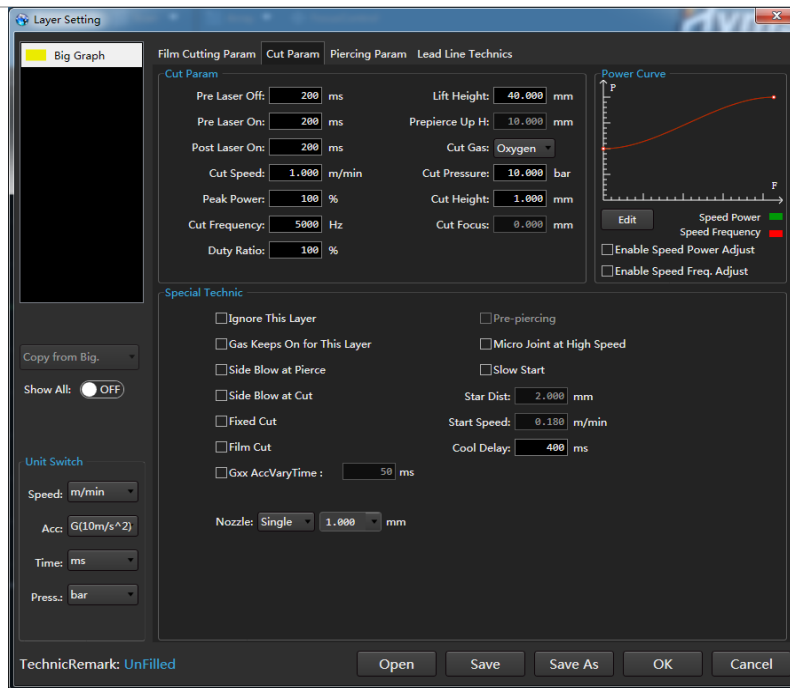 Layer Setting
Big Graph
Film Cutting Param Cut Param Piercing Param Lead Line Technics
Cut Param
Pre Laser Off: 200 ms Lift Height: 40.000 mm
Pre Laser On: 200 ms Prepierce Up H: 10.000 mm
Post Laser On: 200 ms Cut Gas: Oxygen
Cut Speed: 1.000 m/min Cut Pressure: 10.000 bar
Peak Power: 100 % Cut Height: 1.000 mm
Cut Frequency: 5000 Hz Cut Focus: 0.000 mm
Duty Ratio: 100 %
Power Curve
P
F
Edit Speed Power
Speed Frequency
Enable Speed Power Adjust
Enable Speed Freq. Adjust
Special Technic
Ignore This Layer Pre-piercing
Gas Keeps On for This Layer Micro Joint at High Speed
Side Blow at Pierce Slow Start
Side Blow at Cut Star Dist: 2.000 mm
Fixed Cut Start Speed: 0.180 m/min
Film Cut Cool Delay: 400 ms
Gxx AccVaryTime : 50 ms
Nozzle: Single 1.000 mm
Copy from Big.
Show All: OFF
Unit Switch
Speed: m/min
Acc: G(10m/s^2)
Time: ms
Press.: bar
TechnicRemark: UnFilled
Open Save Save As OK Cancel